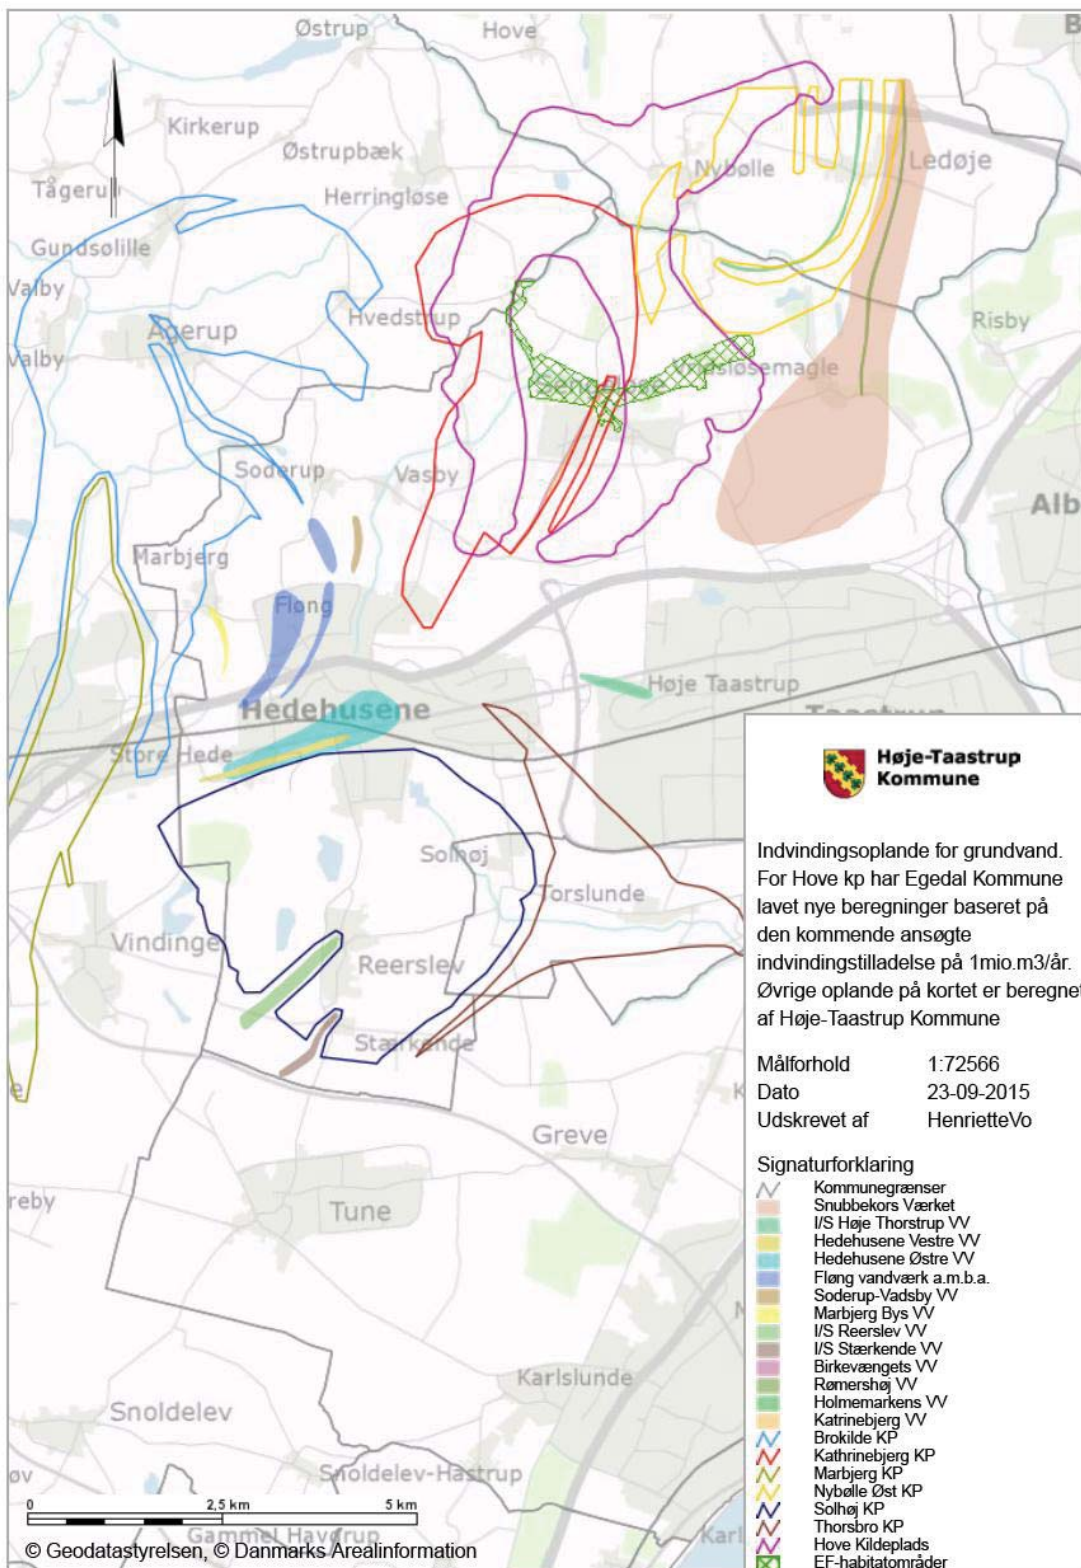 Østrup
Hove
B
Kirkerup
Østrupbæk
Nybølle
Ledøje
Tågerup
Herringløse
Gundsølille
Valby
Hvedstrup
Risby
Ågerup
Valby
Vridsløsemagle
Soderup
Vasby
Alb
Marbjerg
Fløng
Høje Taastrup
Hedehusene
Taastrup
Store Hede
Solhøj
Torslunde
Vindinge
Reerslev
Stærkende
e
K
Greve
reby
Tune
M
Karlslunde
Snoldelev
øv
Snoldelev-Hastrup
Gammel Havdrup
Karl
0 2,5 km 5 km
© Geodatastyrelsen, © Danmarks Arealinformation
Høje-Taastrup
Kommune
Indvindingsoplande for grundvand.
For Hove kp har Egedal Kommune
lavet nye beregninger baseret på
den kommende ansøgte
indvindingstilladelse på 1mio.m3/år.
Øvrige oplande på kortet er beregnet
af Høje-Taastrup Kommune
Målforhold 1:72566
Dato 23-09-2015
Udskrevet af HenrietteVo
Signaturforklaring
Kommunegrænser
Snubbekors Værket
I/S Høje Thorstrup VV
Hedehusene Vestre VV
Hedehusene Østre VV
Fløng vandværk a.m.b.a.
Soderup-Vadsby VV
Marbjerg Bys VV
I/S Reerslev VV
I/S Stærkende VV
Birkevængets VV
Rømershøj VV
Holmemarkens VV
Katrinebjerg VV
Brokilde KP
Kathrinebjerg KP
Marbjerg KP
Nybølle Øst KP
Solhøj KP
Thorsbro KP
Hove Kildeplads
EF-habitatområder